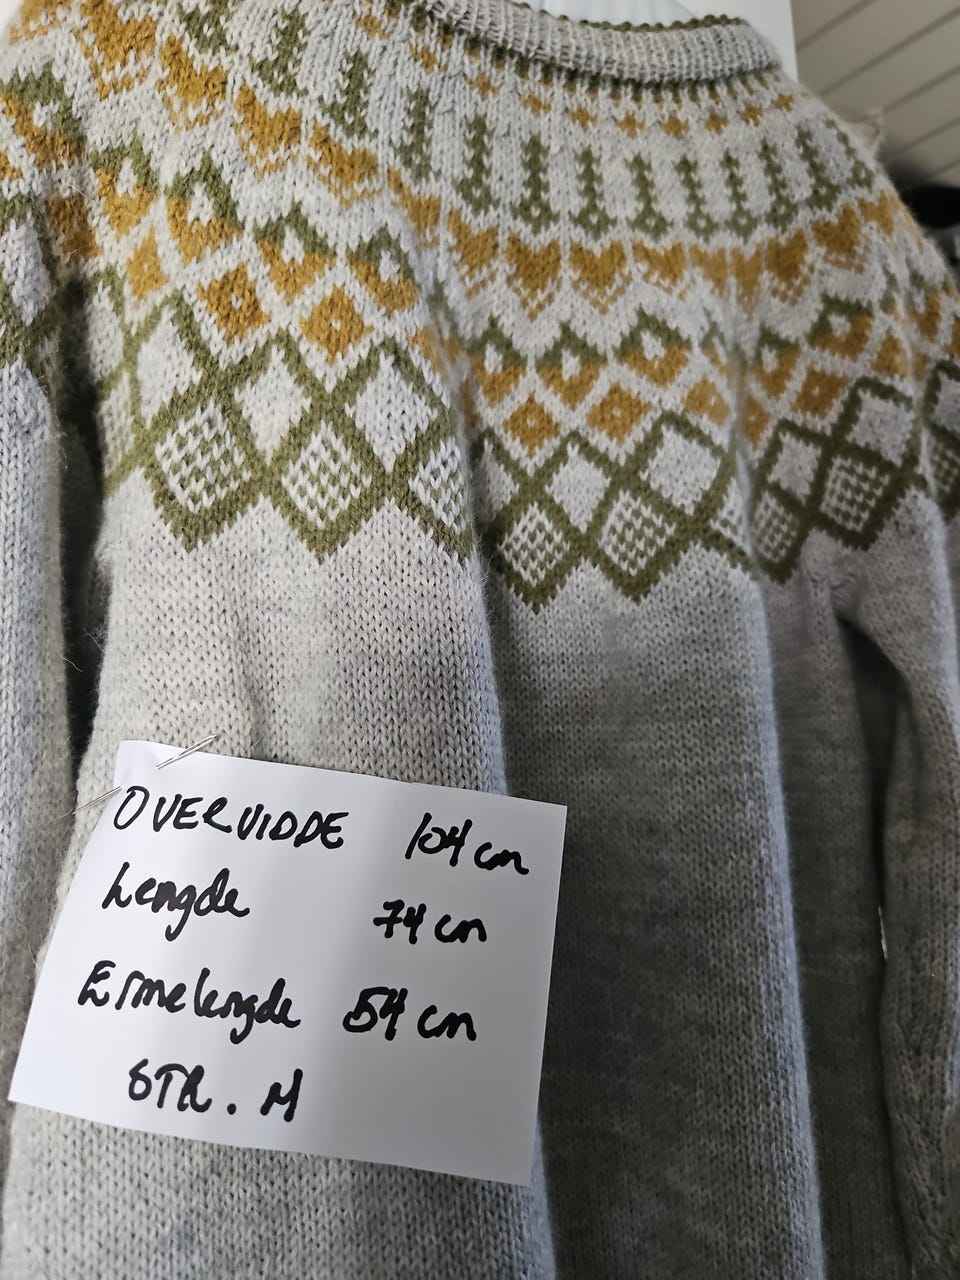 OVERVIDDE 104 cm
Lengde 74 cm
Ermelengde 54 cm
STR. M